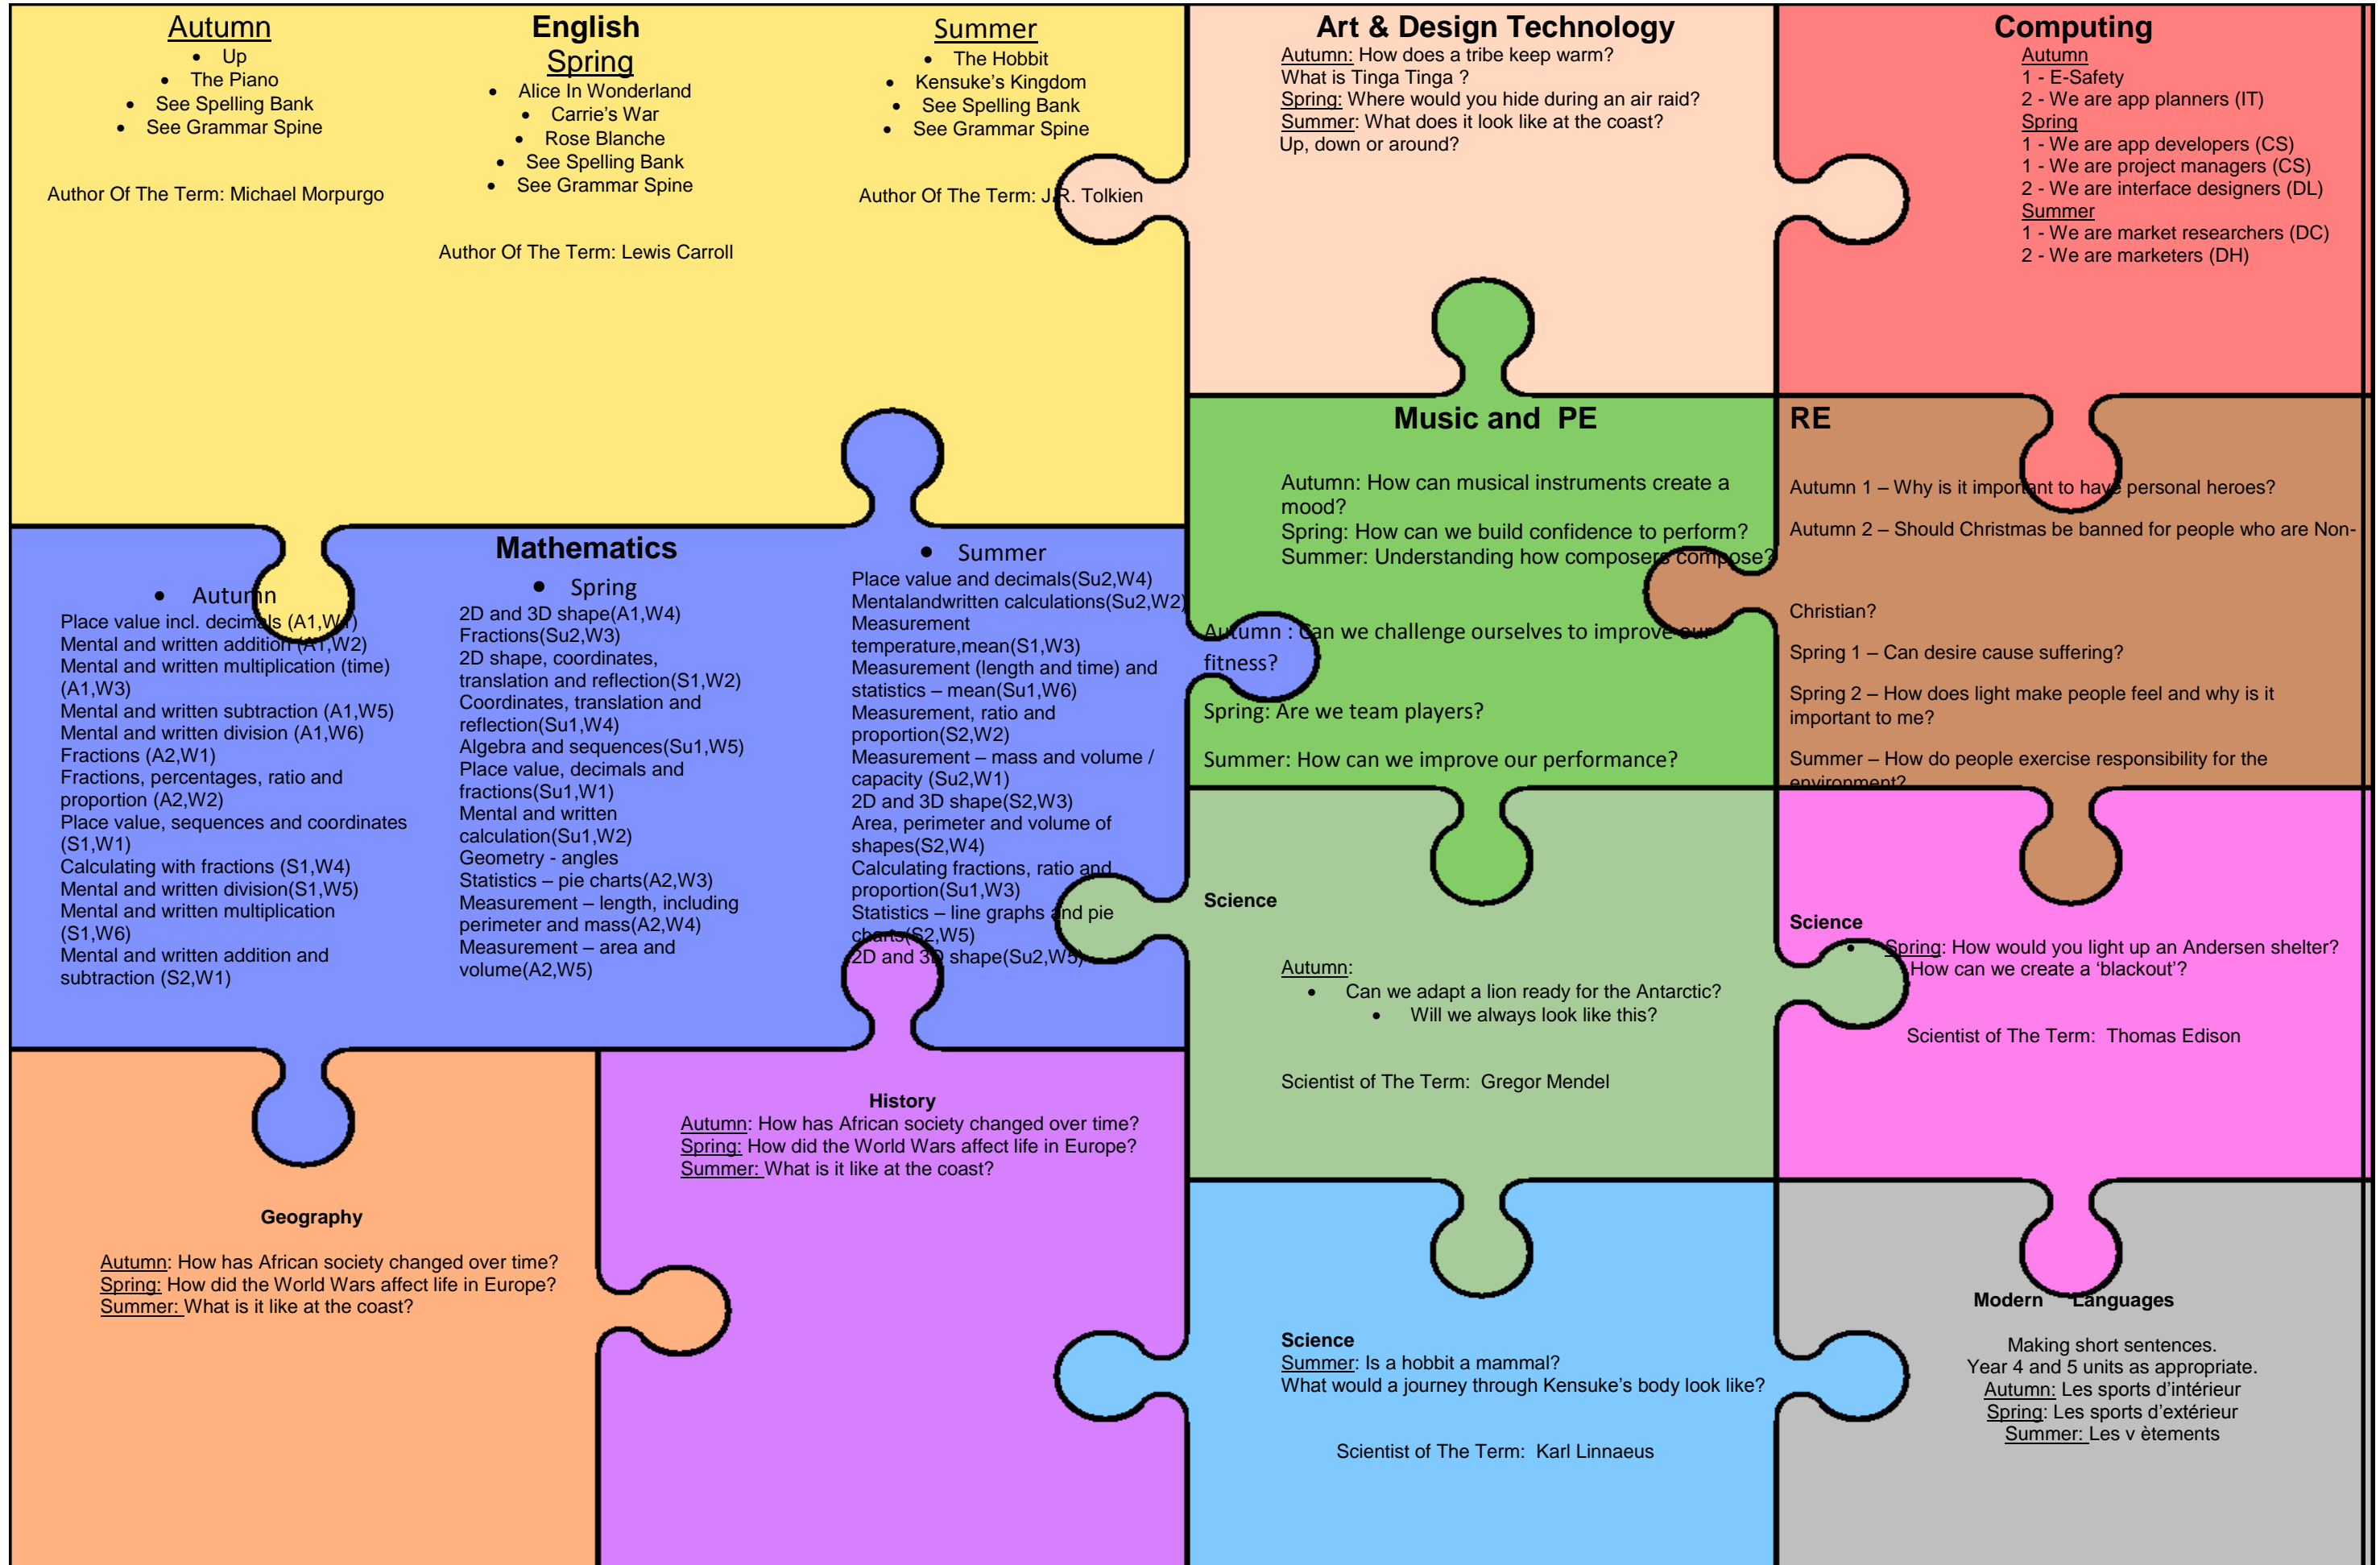 Autumn
• Up
• The Piano
• See Spelling Bank
• See Grammar Spine
Author Of The Term: Michael Morpurgo
English
Spring
• Alice In Wonderland
• Carrie's War
• Rose Blanche
• See Spelling Bank
• See Grammar Spine
Author Of The Term: Lewis Carroll
Summer
• The Hobbit
• Kensuke's Kingdom
• See Spelling Bank
• See Grammar Spine
Author Of The Term: J.R. Tolkien
Art & Design Technology
Autumn: How does a tribe keep warm?
What is Tinga Tinga ?
Spring: Where would you hide during an air raid?
Summer: What does it look like at the coast?
Up, down or around?
Computing
Autumn
1 - E-Safety
2 - We are app planners (IT)
Spring
1 - We are app developers (CS)
1 - We are project managers (CS)
2 - We are interface designers (DL)
Summer
1 - We are market researchers (DC)
2 - We are marketers (DH)
Mathematics
• Autumn
Place value incl. decimals (A1,W1)
Mental and written addition (A1,W2)
Mental and written multiplication (time)
(A1,W3)
Mental and written subtraction (A1,W5)
Mental and written division (A1,W6)
Fractions (A2,W1)
Fractions, percentages, ratio and
proportion (A2,W2)
Place value, sequences and coordinates
(S1,W1)
Calculating with fractions (S1,W4)
Mental and written division(S1,W5)
Mental and written multiplication
(S1,W6)
Mental and written addition and
subtraction (S2,W1)
• Spring
2D and 3D shape(A1,W4)
Fractions(Su2,W3)
2D shape, coordinates,
translation and reflection(S1,W2)
Coordinates, translation and
reflection(Su1,W4)
Algebra and sequences(Su1,W5)
Place value, decimals and
fractions(Su1,W1)
Mental and written
calculation(Su1,W2)
Geometry - angles
Statistics – pie charts(A2,W3)
Measurement – length, including
perimeter and mass(A2,W4)
Measurement – area and
volume(A2,W5)
• Summer
Place value and decimals(Su2,W4)
Mentalandwritten calculations(Su2,W2)
Measurement
temperature,mean(S1,W3)
Measurement (length and time) and
statistics – mean(Su1,W6)
Measurement, ratio and
proportion(S2,W2)
Measurement – mass and volume /
capacity (Su2,W1)
2D and 3D shape(S2,W3)
Area, perimeter and volume of
shapes(S2,W4)
Calculating fractions, ratio and
proportion(Su1,W3)
Statistics – line graphs and pie
charts(S2,W5)
2D and 3D shape(Su2,W5)
Music and PE
Autumn: How can musical instruments create a
mood?
Spring: How can we build confidence to perform?
Summer: Understanding how composers compose?
Autumn : Can we challenge ourselves to improve our
fitness?
Spring: Are we team players?
Summer: How can we improve our performance?
RE
Autumn 1 – Why is it important to have personal heroes?
Autumn 2 – Should Christmas be banned for people who are Non-
Christian?
Spring 1 – Can desire cause suffering?
Spring 2 – How does light make people feel and why is it
important to me?
Summer – How do people exercise responsibility for the
environment?
Science
Autumn:
• Can we adapt a lion ready for the Antarctic?
• Will we always look like this?
Scientist of The Term: Gregor Mendel
Science
• Spring: How would you light up an Andersen shelter?
How can we create a 'blackout'?
Scientist of The Term: Thomas Edison
Geography
Autumn: How has African society changed over time?
Spring: How did the World Wars affect life in Europe?
Summer: What is it like at the coast?
History
Autumn: How has African society changed over time?
Spring: How did the World Wars affect life in Europe?
Summer: What is it like at the coast?
Science
Summer: Is a hobbit a mammal?
What would a journey through Kensuke's body look like?
Scientist of The Term: Karl Linnaeus
Modern Languages
Making short sentences.
Year 4 and 5 units as appropriate.
Autumn: Les sports d'intérieur
Spring: Les sports d'extérieur
Summer: Les v ètements